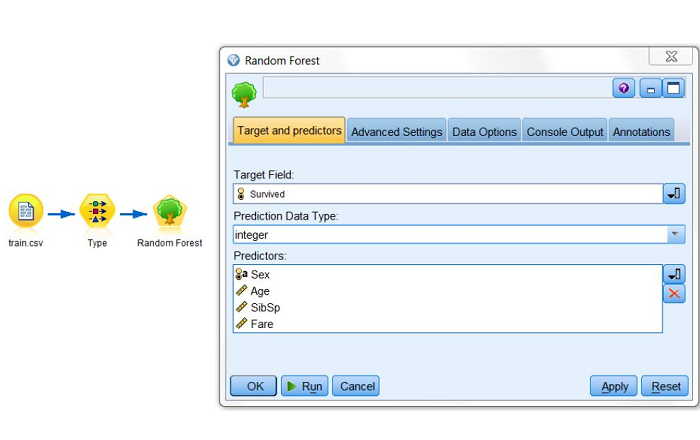 Random Forest
Target and predictors
Advanced Settings
Data Options
Console Output
Annotations
Target Field:
Survived
Prediction Data Type:
integer
Predictors:
Sex
Age
SibSp
Fare
OK
Run
Cancel
Apply
Reset
train.csv
Type
Random Forest